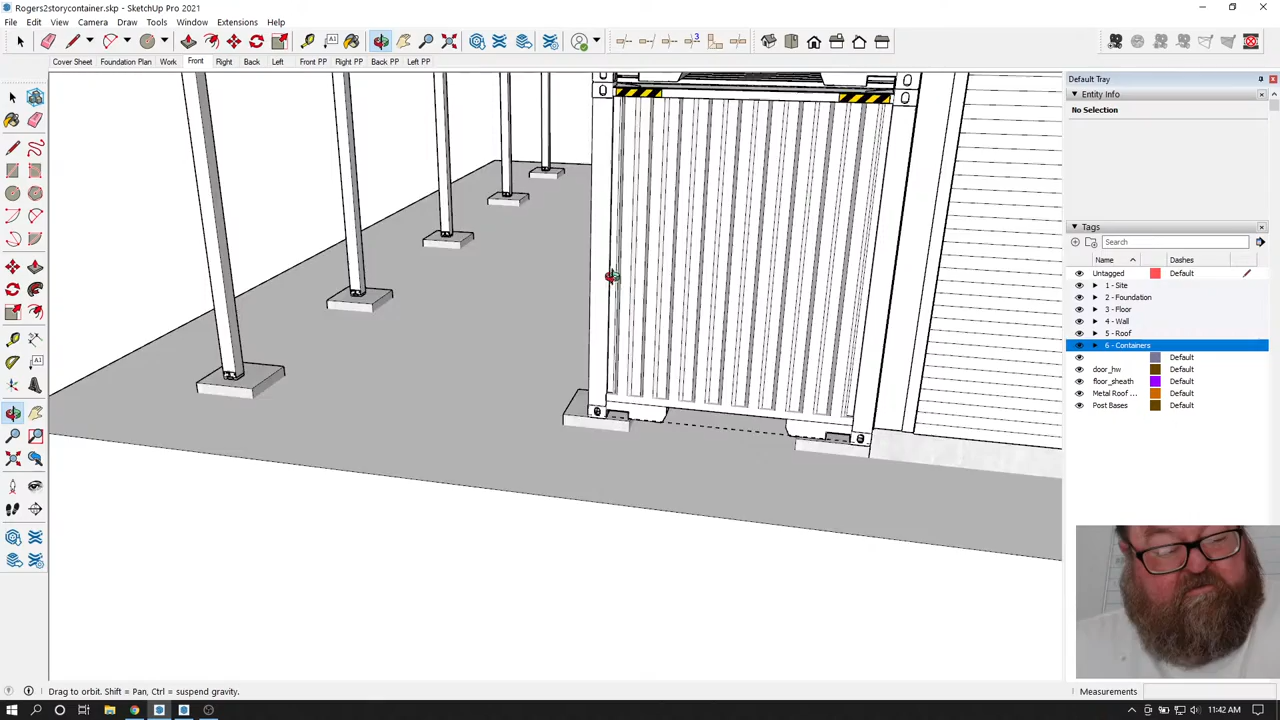 Rogers2storycontainer.skp - SketchUp Pro 2021
File Edit View Camera Draw Tools Window Extensions Help
3
Cover Sheet Foundation Plan Work Front Right Back Left Front PP Right PP Back PP Left PP
Default Tray
Entity Info
No Selection
Tags
Search
Name Dashes
Untagged Default
1 - Site
2 - Foundation
3 - Floor
4 - Wall
5 - Roof
6 - Containers
Default
door_hw Default
floor_sheath Default
Metal Roof ... Default
Post Bases Default
Drag to orbit. Shift = Pan, Ctrl = suspend gravity.
Measurements
11:42 AM